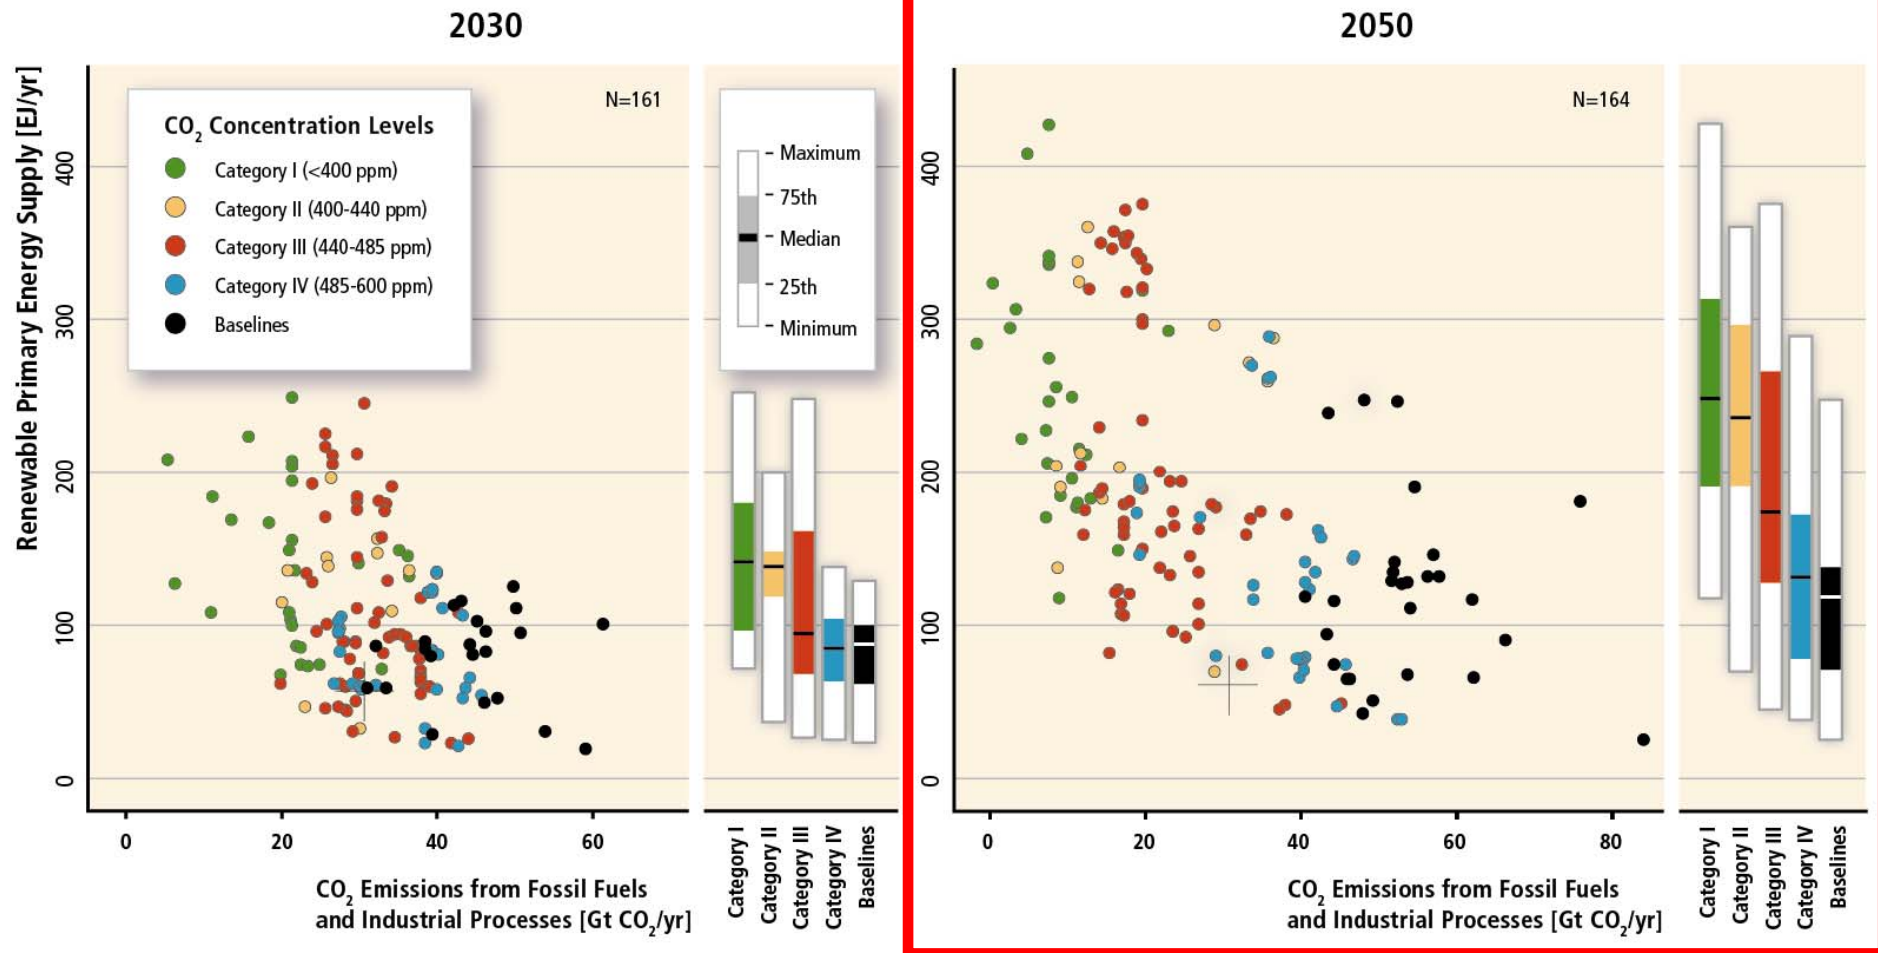 2030
Renewable Primary Energy Supply [EJ/yr]
N=161
CO2 Concentration Levels
Category I (<400 ppm)
Category II (400-440 ppm)
Category III (440-485 ppm)
Category IV (485-600 ppm)
Baselines
Maximum
75th
Median
25th
Minimum
400
300
200
100
0
0 20 40 60
CO2 Emissions from Fossil Fuels
and Industrial Processes [Gt CO2/yr]
Category I
Category II
Category III
Category IV
Baselines
2050
N=164
400
300
200
100
0
0 20 40 60 80
CO2 Emissions from Fossil Fuels
and Industrial Processes [Gt CO2/yr]
Category I
Category II
Category III
Category IV
Baselines